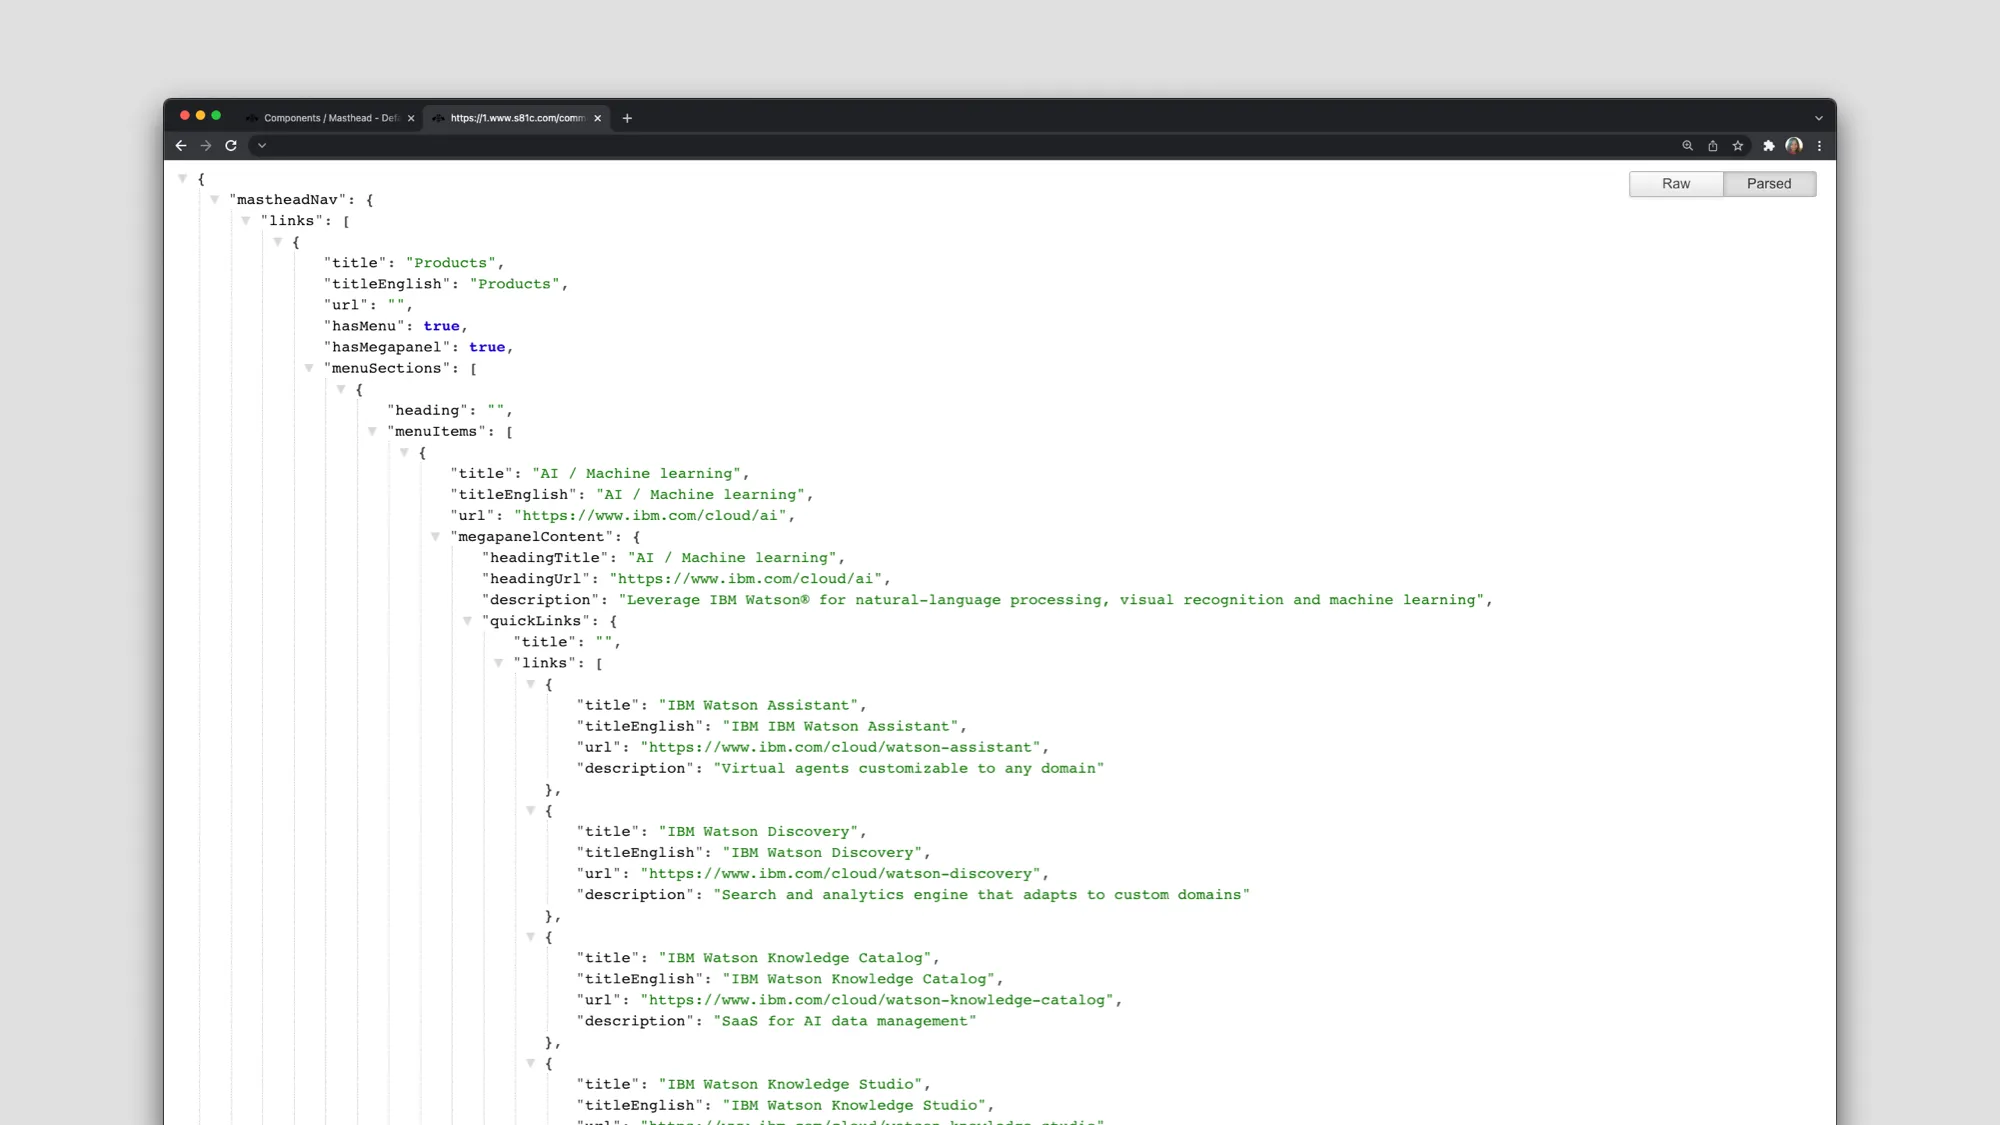 Components / Masthead - Def
https://1.www.s81c.com/comm
Raw
Parsed
{
"mastheadNav": {
"links": [
{
"title": "Products",
"titleEnglish": "Products",
"url": "",
"hasMenu": true,
"hasMegapanel": true,
"menuSections": [
{
"heading": "",
"menuItems": [
{
"title": "AI / Machine learning",
"titleEnglish": "AI / Machine learning",
"url": "https://www.ibm.com/cloud/ai",
"megapanelContent": {
"headingTitle": "AI / Machine learning",
"headingUrl": "https://www.ibm.com/cloud/ai",
"description": "Leverage IBM Watson® for natural-language processing, visual recognition and machine learning",
"quickLinks": {
"title": "",
"links": [
{
"title": "IBM Watson Assistant",
"titleEnglish": "IBM IBM Watson Assistant",
"url": "https://www.ibm.com/cloud/watson-assistant",
"description": "Virtual agents customizable to any domain"
},
{
"title": "IBM Watson Discovery",
"titleEnglish": "IBM Watson Discovery",
"url": "https://www.ibm.com/cloud/watson-discovery",
"description": "Search and analytics engine that adapts to custom domains"
},
{
"title": "IBM Watson Knowledge Catalog",
"titleEnglish": "IBM Watson Knowledge Catalog",
"url": "https://www.ibm.com/cloud/watson-knowledge-catalog",
"description": "SaaS for AI data management"
},
{
"title": "IBM Watson Knowledge Studio",
"titleEnglish": "IBM Watson Knowledge Studio",